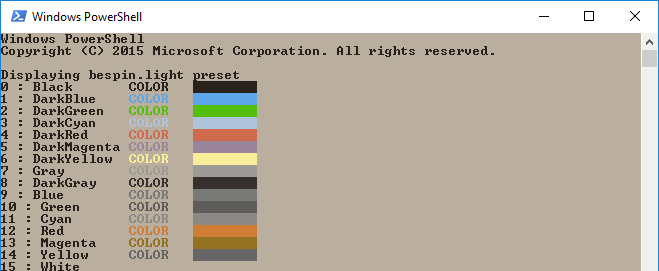 Windows PowerShell
Windows PowerShell
Copyright (C) 2015 Microsoft Corporation. All rights reserved.
Displaying bespin.light preset
0 : Black COLOR
1 : DarkBlue COLOR
2 : DarkGreen COLOR
3 : DarkCyan COLOR
4 : DarkRed COLOR
5 : DarkMagenta COLOR
6 : DarkYellow COLOR
7 : Gray COLOR
8 : DarkGray COLOR
9 : Blue COLOR
10 : Green COLOR
11 : Cyan COLOR
12 : Red COLOR
13 : Magenta COLOR
14 : Yellow COLOR
15 : White